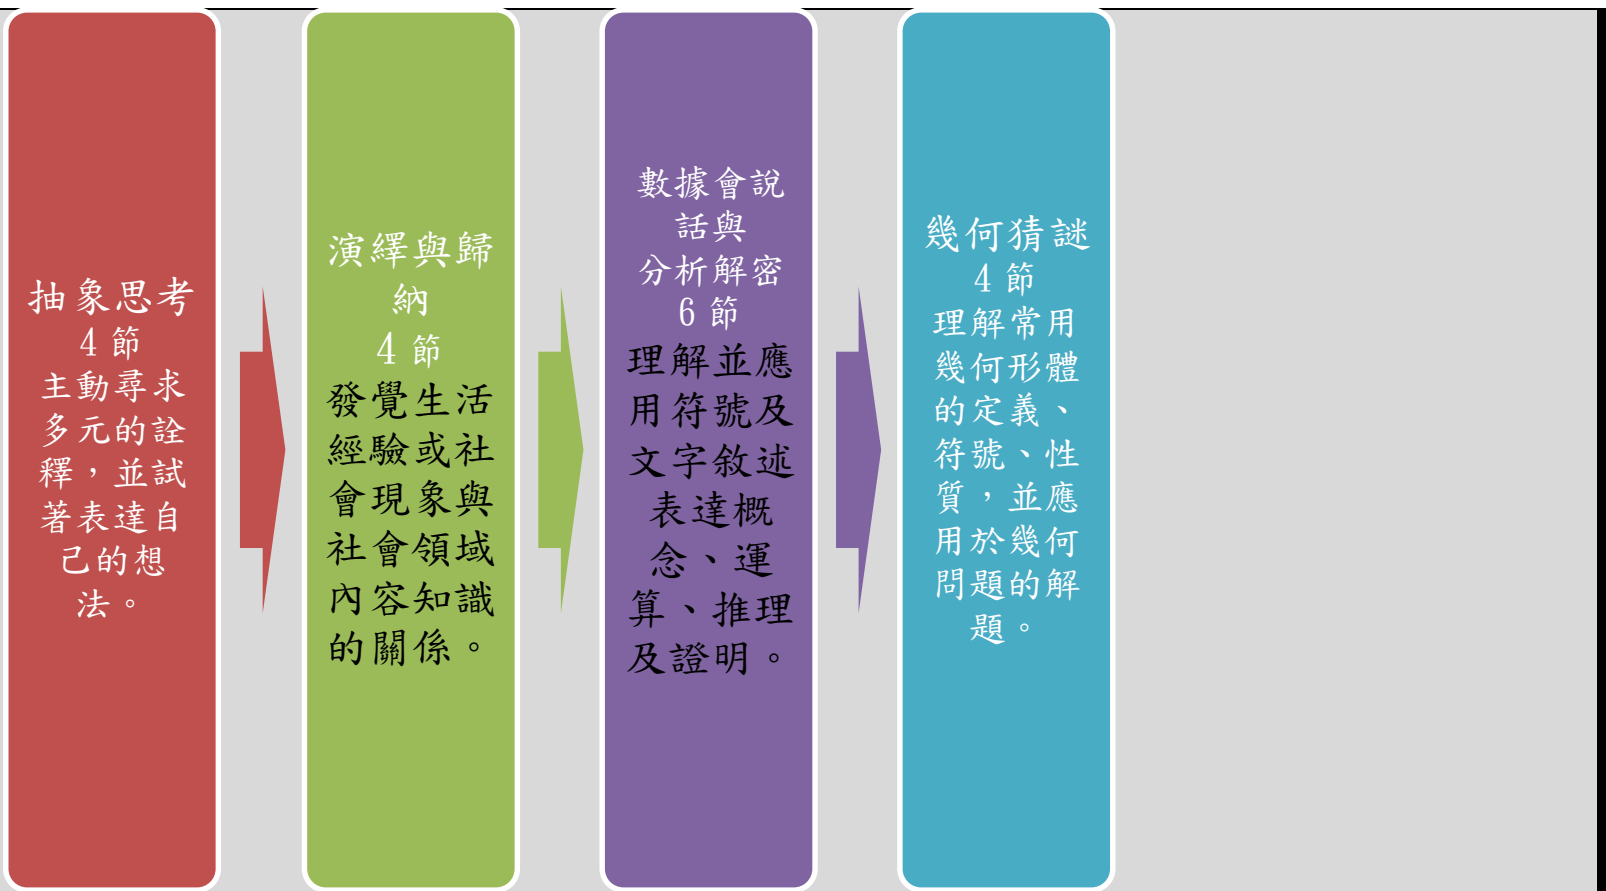 抽象思考
4 節
主動尋求
多元的詮
釋，並試
著表達自
己的想
法。
演繹與歸
納
4 節
發覺生活
經驗或社
會現象與
社會領域
內容知識
的關係。
數據會說
話與
分析解密
6 節
理解並應
用符號及
文字敘述
表達概
念、運
算、推理
及證明。
幾何猜謎
4 節
理解常用
幾何形體
的定義、
符號、性
質，並應
用於幾何
問題的解
題。